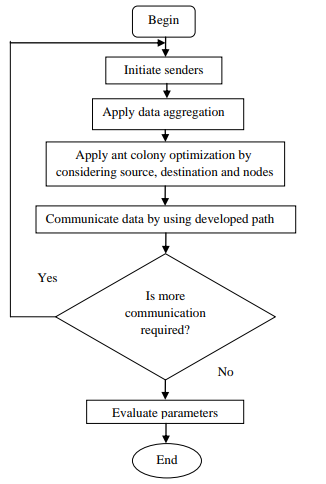 Begin
Initiate senders
Apply data aggregation
Apply ant colony optimization by
considering source, destination and nodes
Communicate data by using developed path
Yes
Is more
communication
required?
No
Evaluate parameters
End